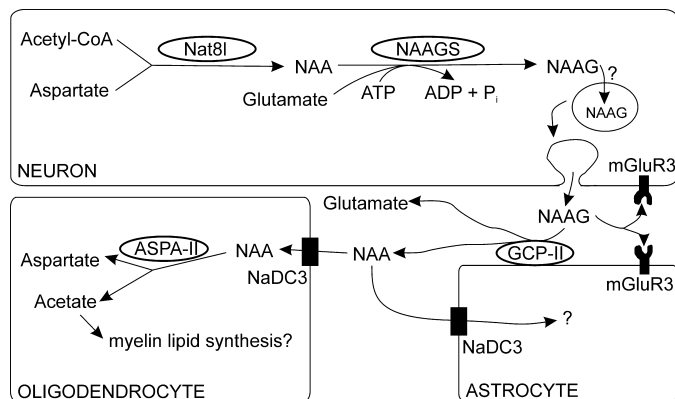 Acetyl-CoA
Aspartate
Nat8l
NAA
Glutamate
NAAGS
ATP
ADP + Pi
NAAG
?
NAAG
NEURON
mGluR3
Glutamate
NAAG
GCP-II
mGluR3
NAA
NaDC3
NAA
ASPA-II
Aspartate
Acetate
myelin lipid synthesis?
OLIGODENDROCYTE
NaDC3
?
ASTROCYTE